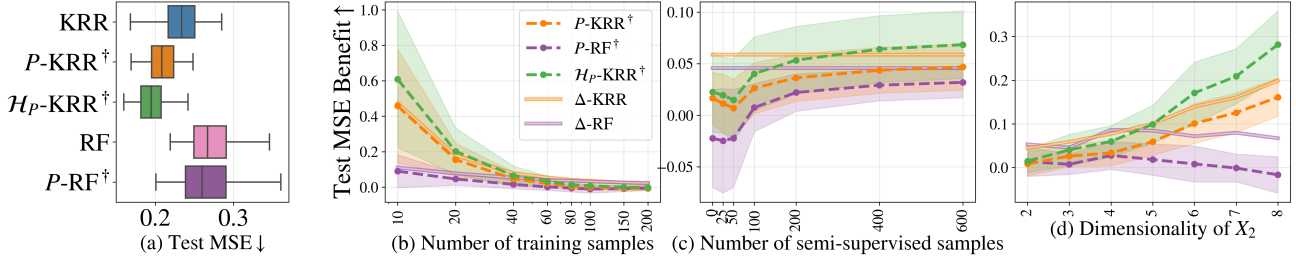 KRR
P-KRR†
ℋ_P-KRR†
RF
P-RF†
0.2 0.3
(a) Test MSE↓
Test MSE Benefit↑
1.0
0.8
0.6
0.4
0.2
0.0
P-KRR†
P-RF†
ℋ_P-KRR†
Δ-KRR
Δ-RF
10 20 40 60 80 100 150 200
(b) Number of training samples
0.10
0.05
0.00
−0.05
0 25 50 100 200 400 600
(c) Number of semi-supervised samples
0.3
0.2
0.1
0.0
2 3 4 5 6 7 8
(d) Dimensionality of X₂